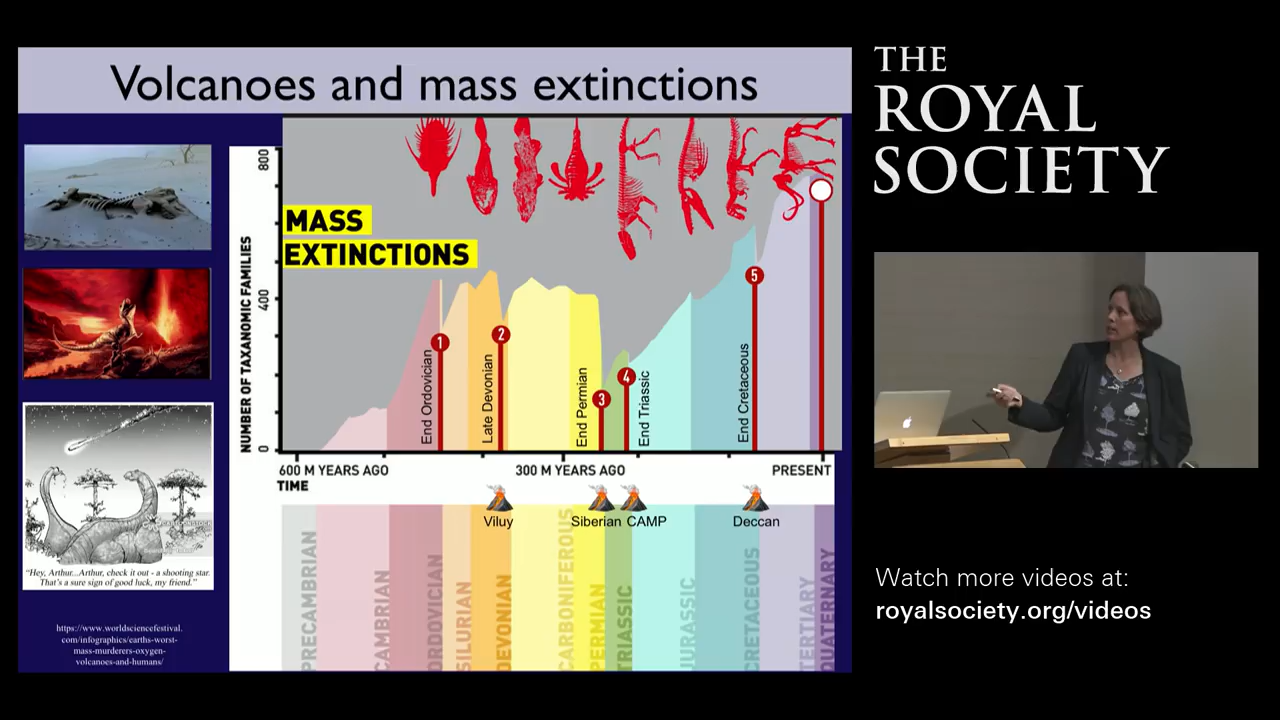 Volcanoes and mass extinctions
THE
ROYAL
SOCIETY
800
400
0
NUMBER OF TAXANOMIC FAMILIES
MASS
EXTINCTIONS
1
2
3
4
5
End Ordovician
Late Devonian
End Permian
End Triassic
End Cretaceous
600 M YEARS AGO
300 M YEARS AGO
PRESENT
TIME
Viluy
Siberian
CAMP
Deccan
PRECAMBRIAN
CAMBRIAN
ORDOVICIAN
SILURIAN
DEVONIAN
CARBONIFEROUS
PERMIAN
TRIASSIC
JURASSIC
CRETACEOUS
TERTIARY
QUATERNARY
"Hey, Arthur...Arthur, check it out - a shooting star.
That's a sure sign of good luck, my friend."
https://www.worldsciencefestival.
com/infographics/earths-worst-
mass-murderers-oxygen-
volcanoes-and-humans/
Watch more videos at:
royalsociety.org/videos